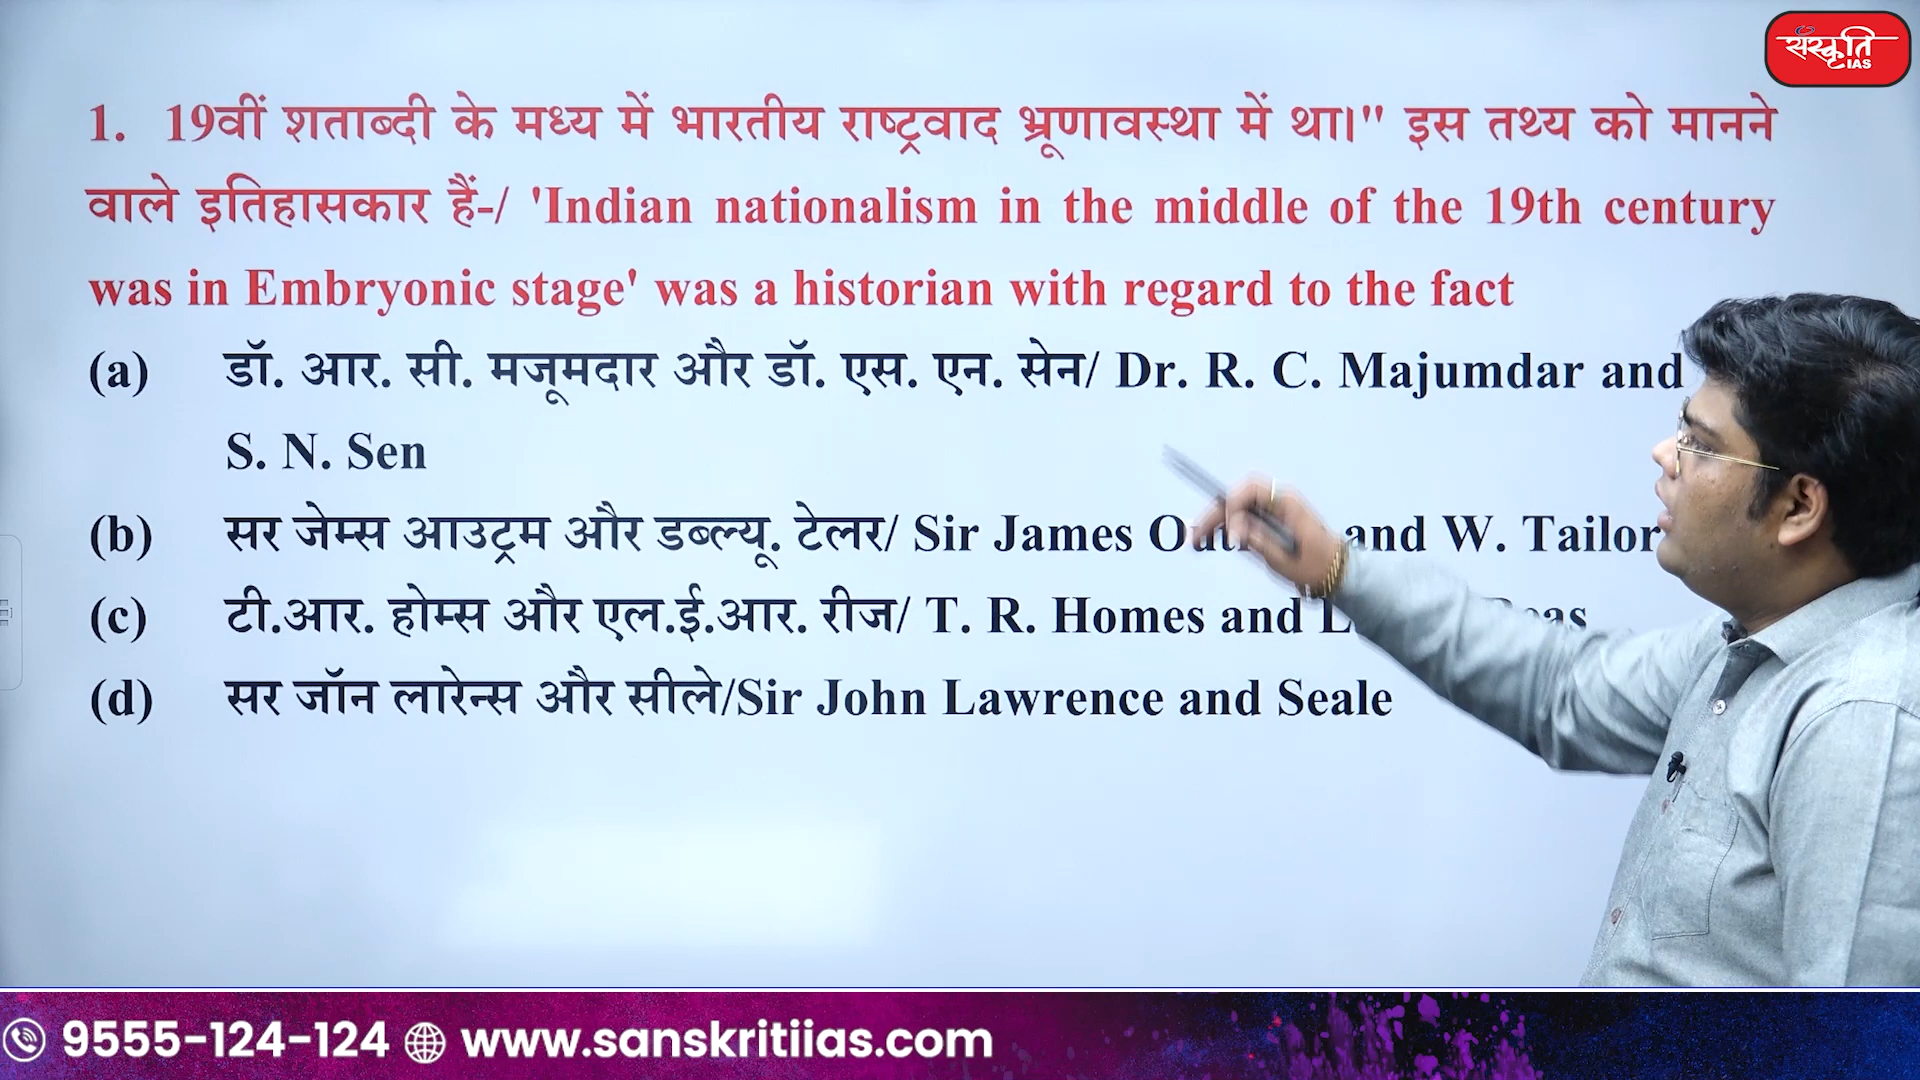 संस्कृति
IAS
1. 19वीं शताब्दी के मध्य में भारतीय राष्ट्रवाद भ्रूणावस्था में था।" इस तथ्य को मानने
वाले इतिहासकार हैं-/ 'Indian nationalism in the middle of the 19th century
was in Embryonic stage' was a historian with regard to the fact
(a) डॉ. आर. सी. मजूमदार और डॉ. एस. एन. सेन/ Dr. R. C. Majumdar and
S. N. Sen
(b) सर जेम्स आउट्रम और डब्ल्यू. टेलर/ Sir James and W. Tailor
(c) टी.आर. होम्स और एल.ई.आर. रीज/ T. R. Homes and
(d) सर जॉन लारेन्स और सीले/Sir John Lawrence and Seale
9555-124-124 www.sanskritiias.com